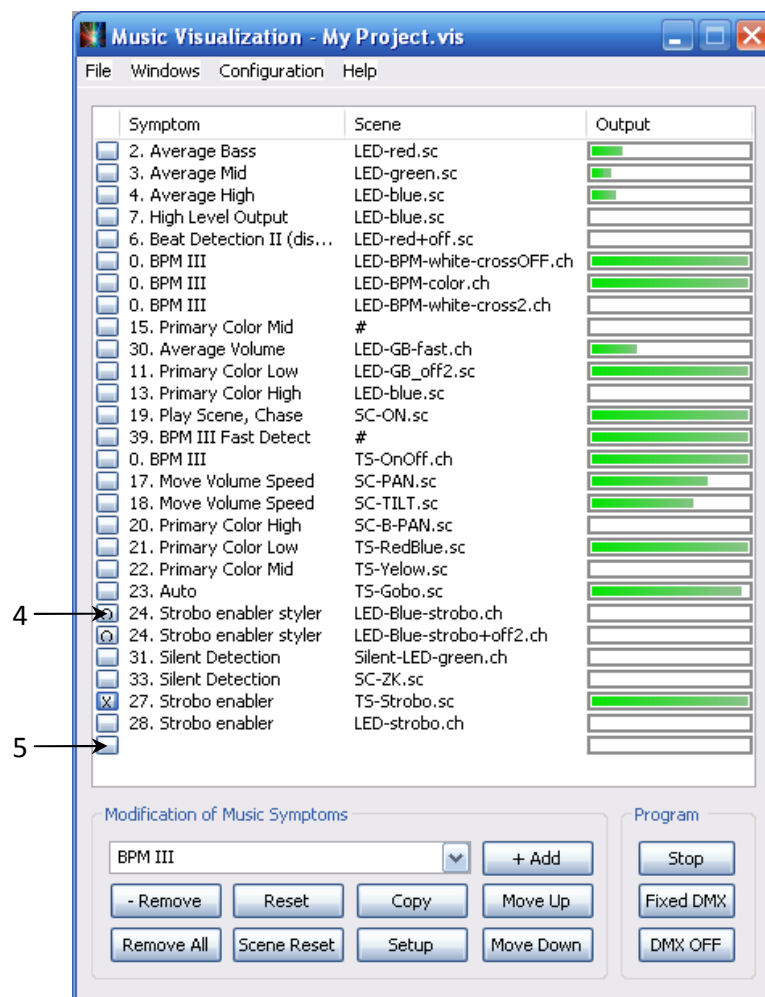 Music Visualization - My Project.vis
File Windows Configuration Help
Symptom Scene Output
2. Average Bass LED-red.sc
3. Average Mid LED-green.sc
4. Average High LED-blue.sc
7. High Level Output LED-blue.sc
6. Beat Detection II (dis... LED-red+off.sc
0. BPM III LED-BPM-white-crossOFF.ch
0. BPM III LED-BPM-color.ch
0. BPM III LED-BPM-white-cross2.ch
15. Primary Color Mid #
30. Average Volume LED-GB-fast.ch
11. Primary Color Low LED-GB_off2.sc
13. Primary Color High LED-blue.sc
19. Play Scene, Chase SC-ON.sc
39. BPM III Fast Detect #
0. BPM III TS-OnOff.ch
17. Move Volume Speed SC-PAN.sc
18. Move Volume Speed SC-TILT.sc
20. Primary Color High SC-B-PAN.sc
21. Primary Color Low TS-RedBlue.sc
22. Primary Color Mid TS-Yelow.sc
23. Auto TS-Gobo.sc
4 24. Strobo enabler styler LED-Blue-strobo.ch
Ω 24. Strobo enabler styler LED-Blue-strobo+off2.ch
31. Silent Detection Silent-LED-green.ch
33. Silent Detection SC-ZK.sc
X 27. Strobo enabler TS-Strobo.sc
28. Strobo enabler LED-strobo.ch
5
Modification of Music Symptoms Program
BPM III + Add Stop
- Remove Reset Copy Move Up Fixed DMX
Remove All Scene Reset Setup Move Down DMX OFF